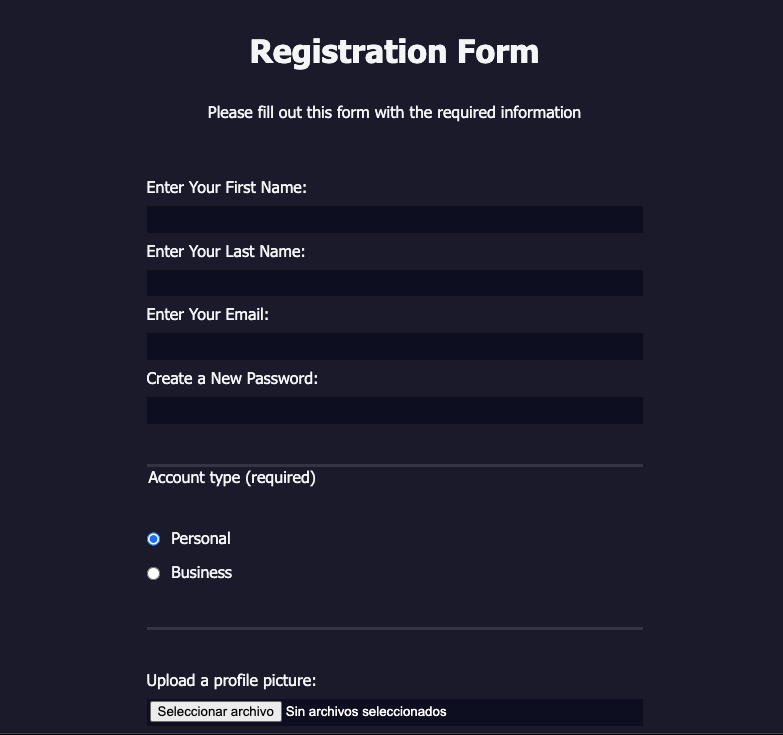 Registration Form
Please fill out this form with the required information
Enter Your First Name:
Enter Your Last Name:
Enter Your Email:
Create a New Password:
Account type (required)
Personal
Business
Upload a profile picture:
Seleccionar archivo Sin archivos seleccionados